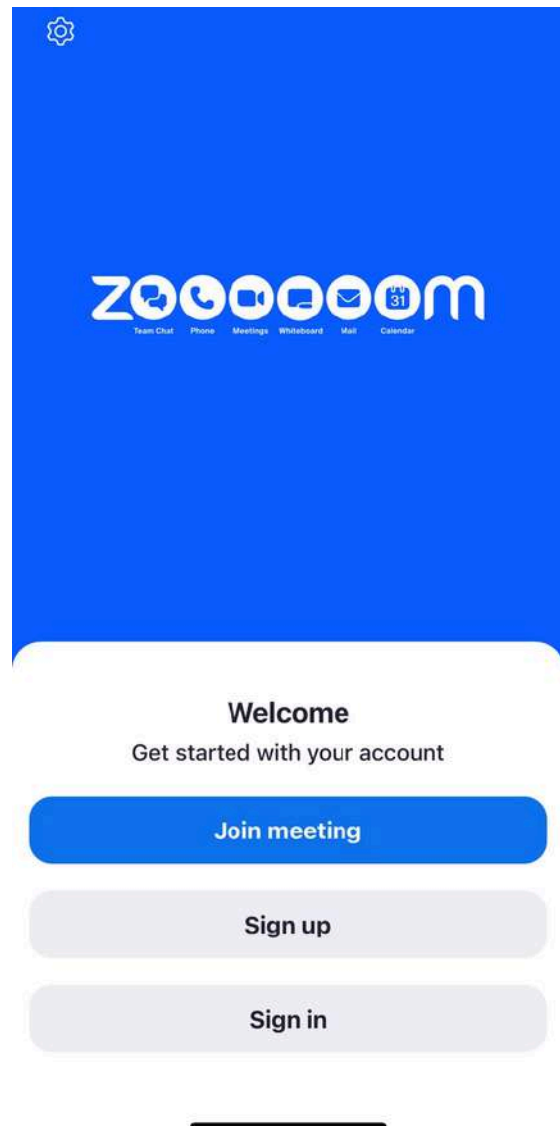 zoooooom
Team Chat Phone Meetings Whiteboard Mail Calendar
31
Welcome
Get started with your account
Join meeting
Sign up
Sign in